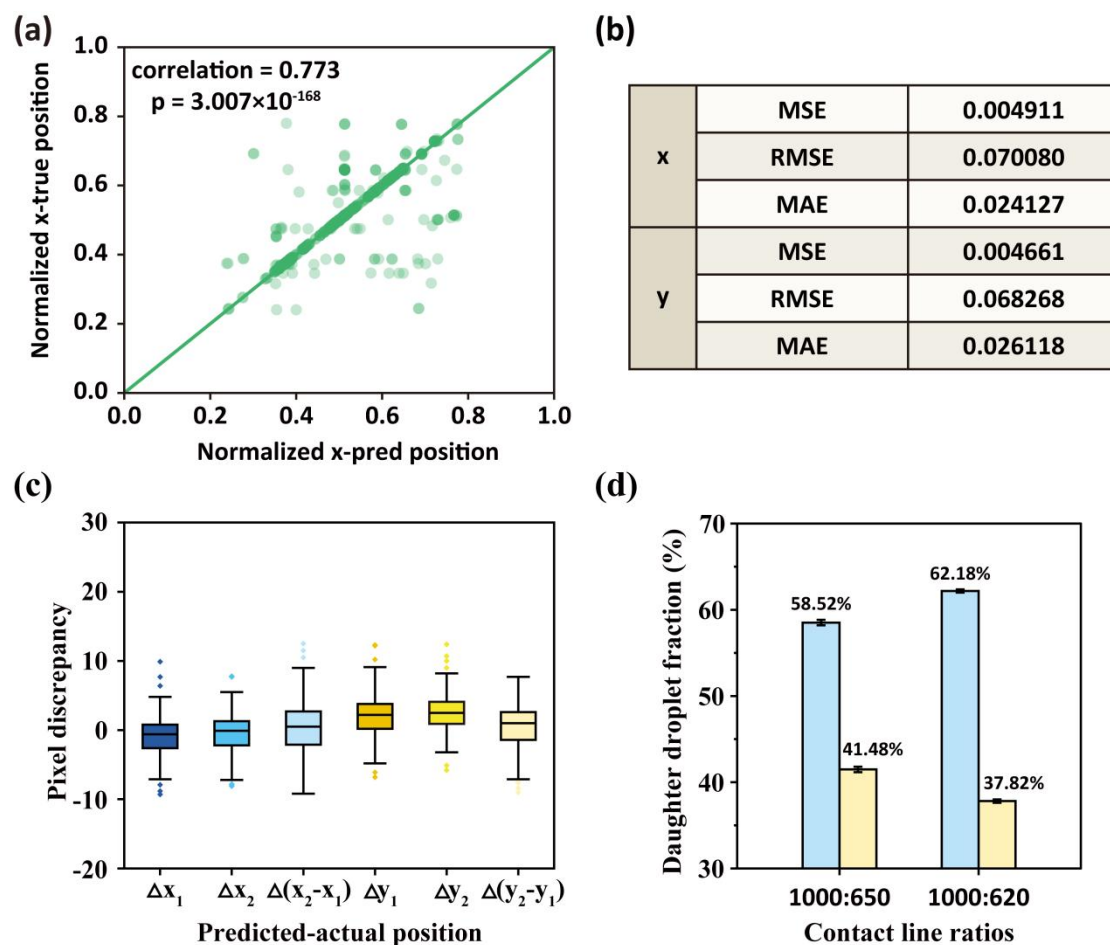 (a)
1.0
0.8
0.6
0.4
0.2
0.0
Normalized x-true position
correlation = 0.773
p = 3.007×10⁻¹⁶⁸
0.0 0.2 0.4 0.6 0.8 1.0
Normalized x-pred position
(b)
x
MSE 0.004911
RMSE 0.070080
MAE 0.024127
y
MSE 0.004661
RMSE 0.068268
MAE 0.026118
(c)
30
20
10
0
-10
-20
Pixel discrepancy
△x₁ △x₂ △(x₂-x₁) △y₁ △y₂ △(y₂-y₁)
Predicted-actual position
(d)
70
60
50
40
30
Daughter droplet fraction (%)
58.52%
41.48%
62.18%
37.82%
1000:650 1000:620
Contact line ratios